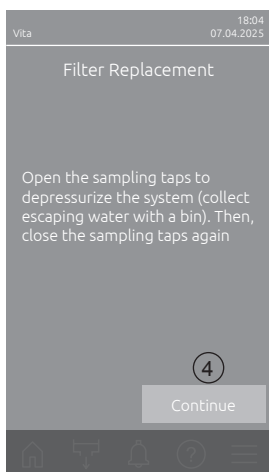 18:04
Vita 07.04.2025
Filter Replacement
Open the sampling taps to
depressurize the system (collect
escaping water with a bin). Then,
close the sampling taps again
4
Continue
?